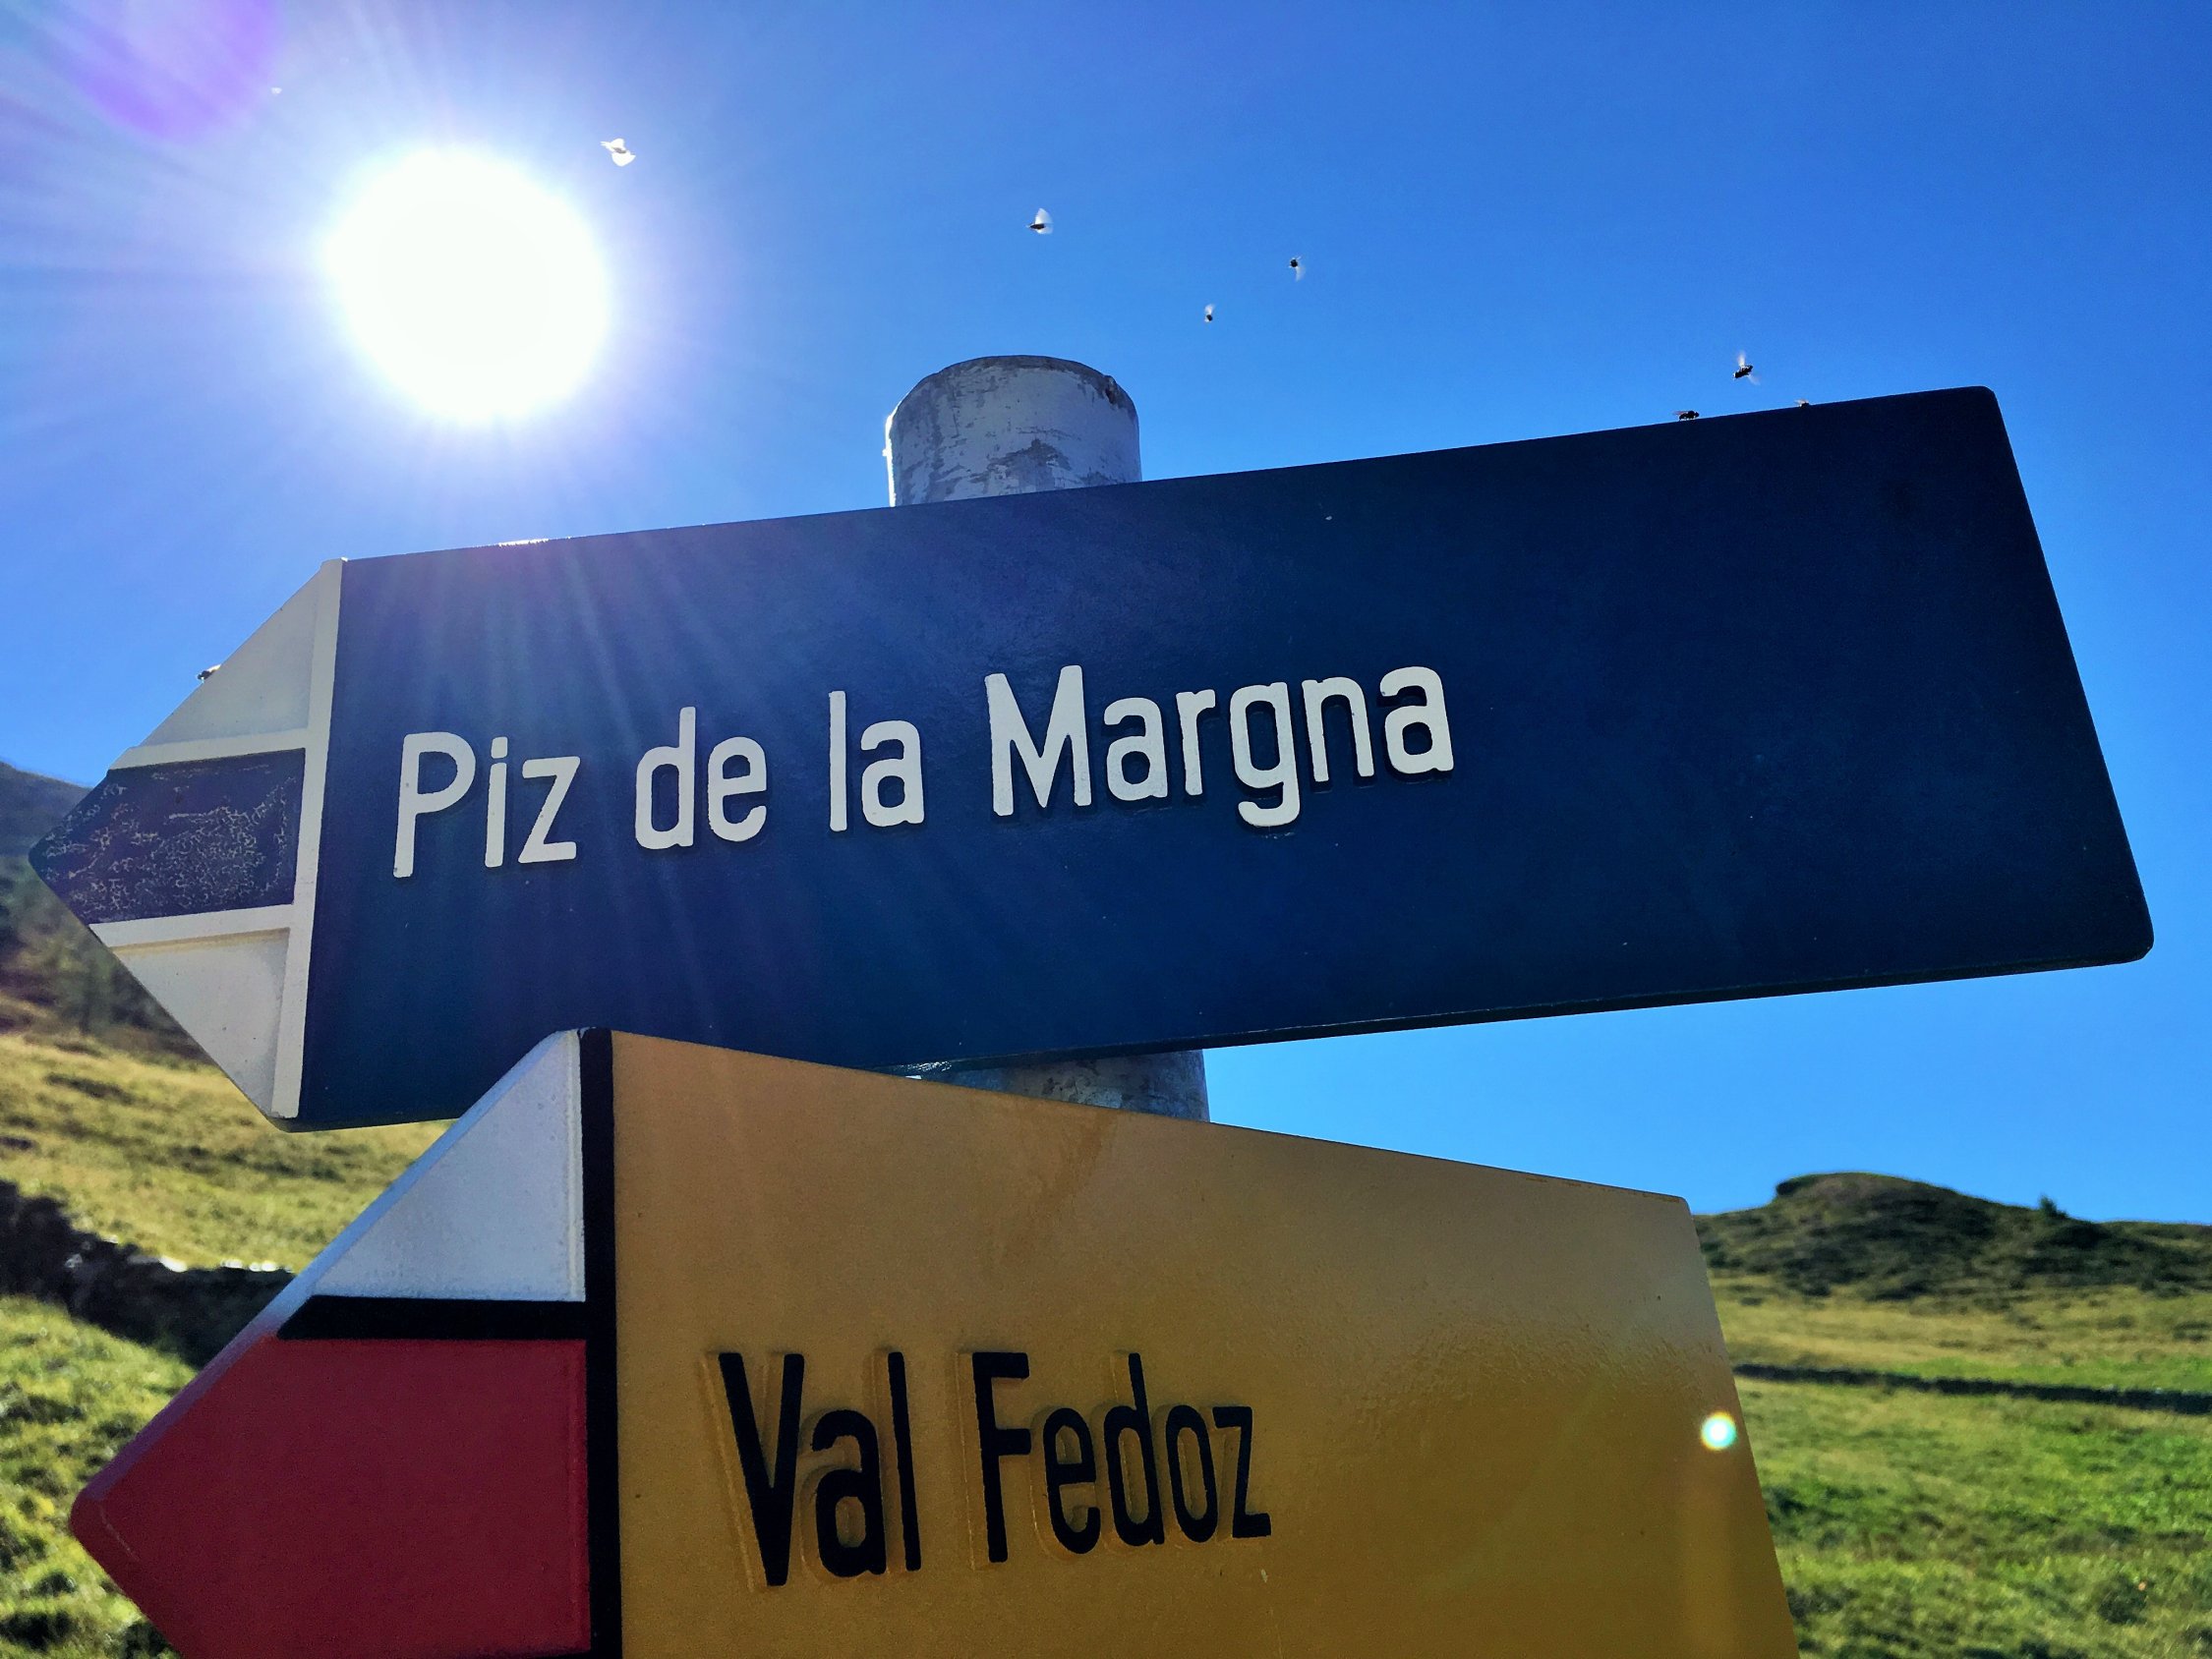 Piz de la Margna
Val Fedoz